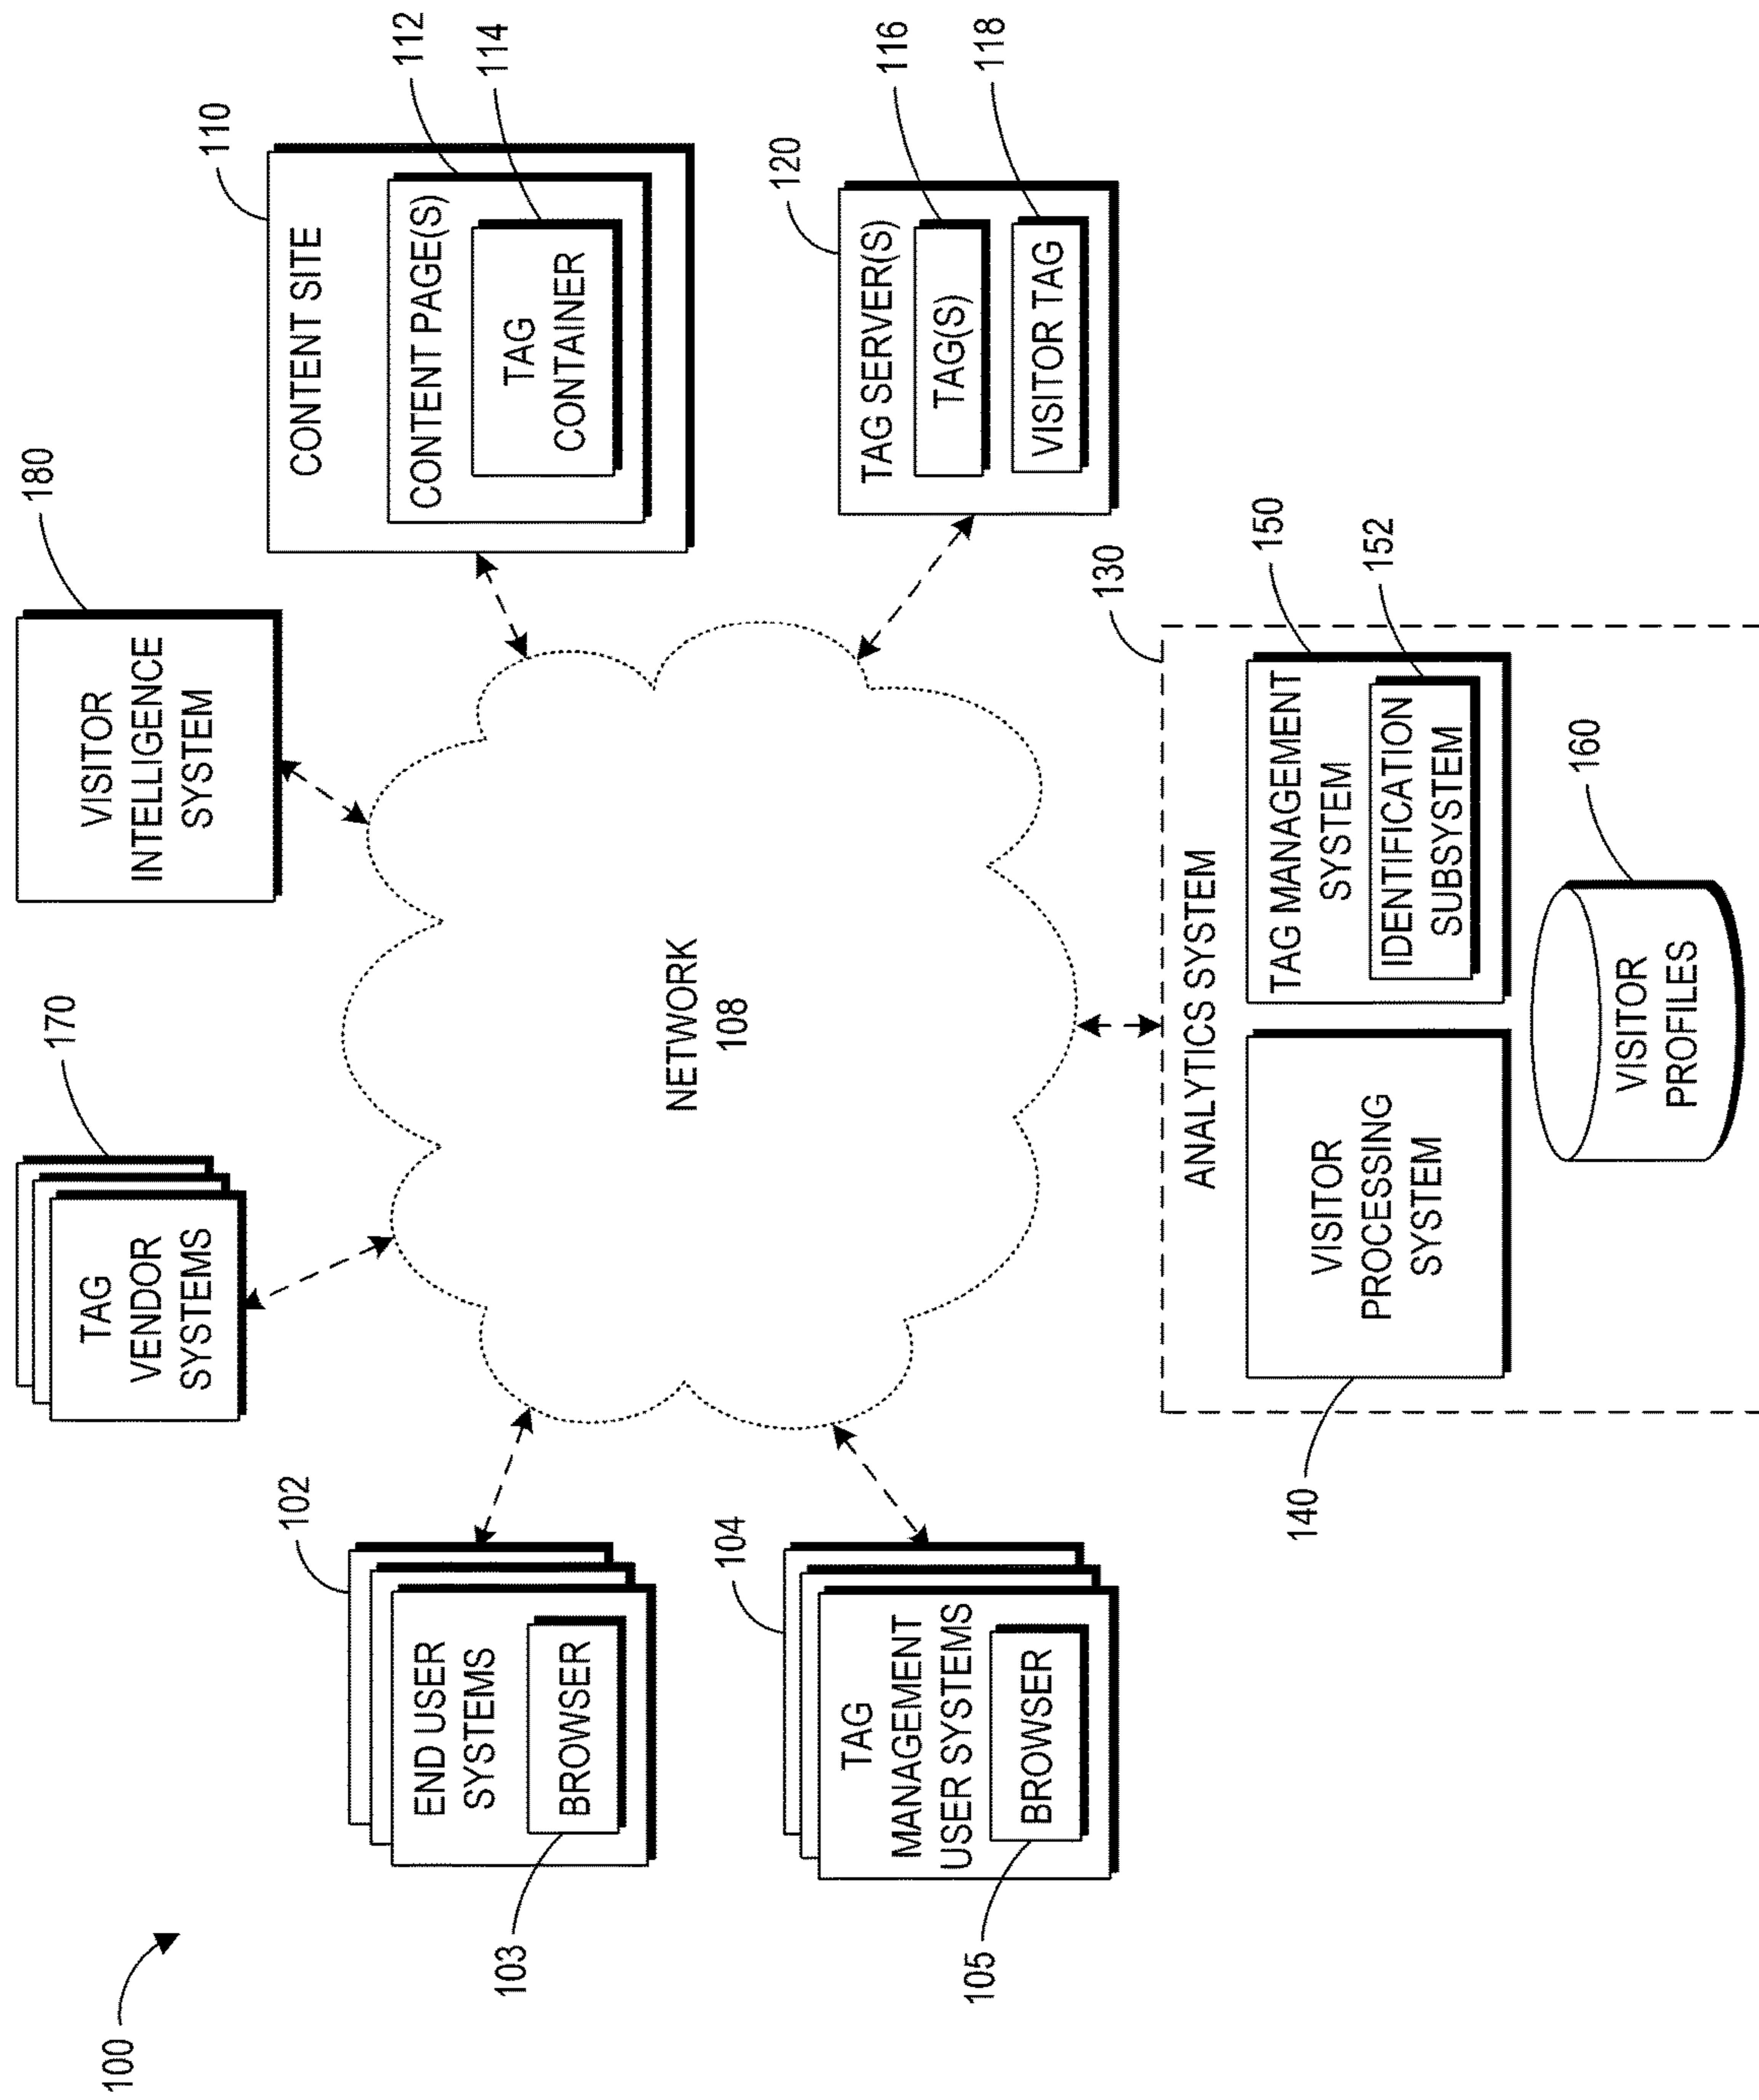 100
170
TAG
VENDOR
SYSTEMS
180
VISITOR
INTELLIGENCE
SYSTEM
102
END USER
SYSTEMS
BROWSER
103
110
CONTENT SITE
112
CONTENT PAGE(S)
114
TAG
CONTAINER
NETWORK
108
104
TAG
MANAGEMENT
USER SYSTEMS
BROWSER
105
120
TAG SERVER(S)
116
TAG(S)
118
VISITOR TAG
130
ANALYTICS SYSTEM
140
VISITOR
PROCESSING
SYSTEM
150
TAG MANAGEMENT
SYSTEM
152
IDENTIFICATION
SUBSYSTEM
160
VISITOR
PROFILES